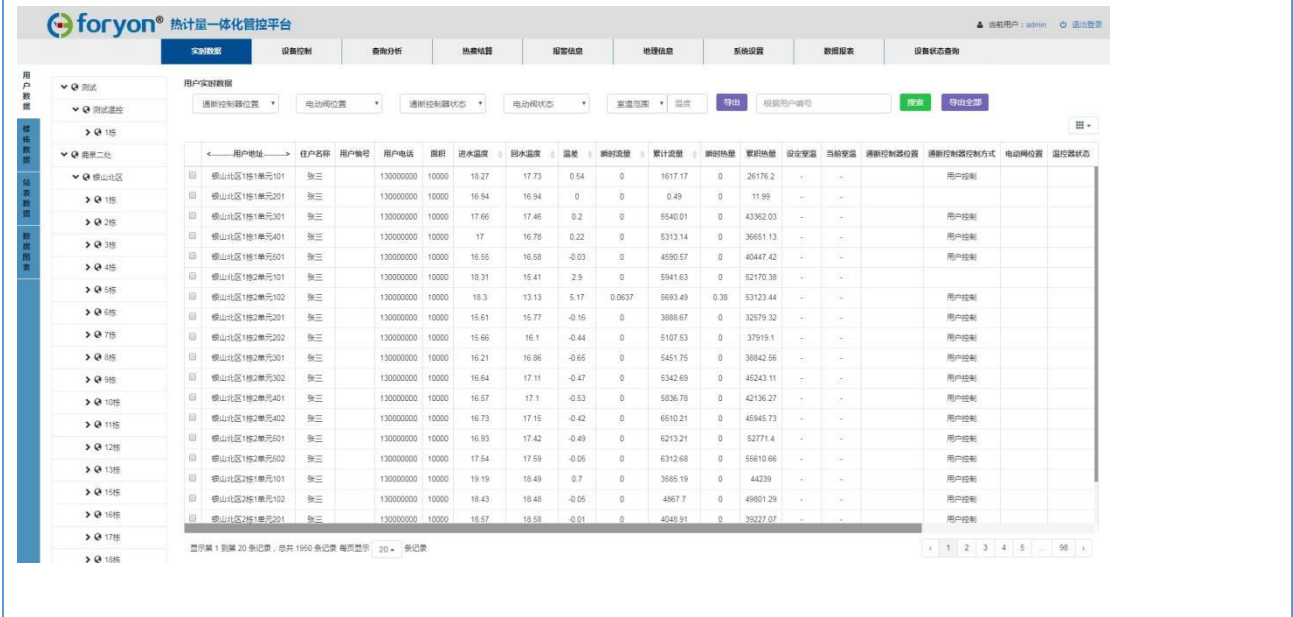 foryon® 热计量一体化管控平台
当前用户：admin 退出登录
实时数据 设备控制 查询分析 热费结算 报警信息 地理信息 系统设置 数据报表 设备状态查询
用户数据
楼栋数据
站表数据
数据图表
测试
测试温控
1栋
鹿泉二处
银山北区
1栋
2栋
3栋
4栋
5栋
6栋
7栋
8栋
9栋
10栋
11栋
12栋
13栋
15栋
16栋
17栋
18栋
用户实时数据
通断控制器位置 电动阀位置 通断控制器状态 电动阀状态 室温范围 温度 导出 根据用户编号 搜索 导出全部
<———用户地址———> 住户名称 用户编号 用户电话 面积 进水温度 回水温度 温差 瞬时流量 累计流量 瞬时热量 累积热量 设定室温 当前室温 通断控制器位置 通断控制器控制方式 电动阀位置 温控器状态
银山北区1栋1单元101 张三 130000000 10000 18.27 17.73 0.54 0 1617.17 0 26176.2 - - 用户控制
银山北区1栋1单元201 张三 130000000 10000 16.94 16.94 0 0 0.49 0 11.99 - -
银山北区1栋1单元301 张三 130000000 10000 17.66 17.46 0.2 0 5540.01 0 43362.03 - - 用户控制
银山北区1栋1单元401 张三 130000000 10000 17 16.78 0.22 0 5313.14 0 36651.13 - - 用户控制
银山北区1栋1单元501 张三 130000000 10000 16.55 16.58 -0.03 0 4590.57 0 40447.42 - - 用户控制
银山北区1栋2单元101 张三 130000000 10000 18.31 15.41 2.9 0 5941.63 0 52170.38 - -
银山北区1栋2单元102 张三 130000000 10000 18.3 13.13 5.17 0.0637 5693.49 0.38 53123.44 - - 用户控制
银山北区1栋2单元201 张三 130000000 10000 15.61 15.77 -0.16 0 3888.67 0 32579.32 - - 用户控制
银山北区1栋2单元202 张三 130000000 10000 15.66 16.1 -0.44 0 5107.53 0 37919.1 - - 用户控制
银山北区1栋2单元301 张三 130000000 10000 16.21 16.86 -0.65 0 5451.75 0 38842.56 - - 用户控制
银山北区1栋2单元302 张三 130000000 10000 16.64 17.11 -0.47 0 5342.69 0 45243.11 - - 用户控制
银山北区1栋2单元401 张三 130000000 10000 16.57 17.1 -0.53 0 5836.78 0 42136.27 - - 用户控制
银山北区1栋2单元402 张三 130000000 10000 16.73 17.15 -0.42 0 6510.21 0 45945.73 - - 用户控制
银山北区1栋2单元501 张三 130000000 10000 16.93 17.42 -0.49 0 6213.21 0 52771.4 - - 用户控制
银山北区1栋2单元502 张三 130000000 10000 17.54 17.59 -0.05 0 6312.68 0 55610.66 - - 用户控制
银山北区2栋1单元101 张三 130000000 10000 19.19 18.49 0.7 0 3585.19 0 44239 - - 用户控制
银山北区2栋1单元102 张三 130000000 10000 18.43 18.48 -0.05 0 4867.7 0 49801.29 - - 用户控制
银山北区2栋1单元201 张三 130000000 10000 18.57 18.58 -0.01 0 4048.91 0 39227.07 - - 用户控制
显示第 1 到第 20 条记录，总共 1950 条记录 每页显示 20 条记录
‹ 1 2 3 4 5 ... 98 ›